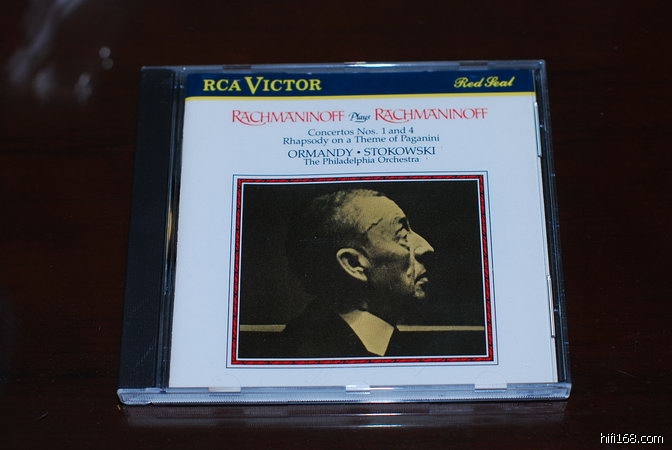 RCA VICTOR Red Seal
RACHMANINOFF Plays RACHMANINOFF
Concertos Nos. 1 and 4
Rhapsody on a Theme of Paganini
ORMANDY • STOKOWSKI
The Philadelphia Orchestra
hifi168.com